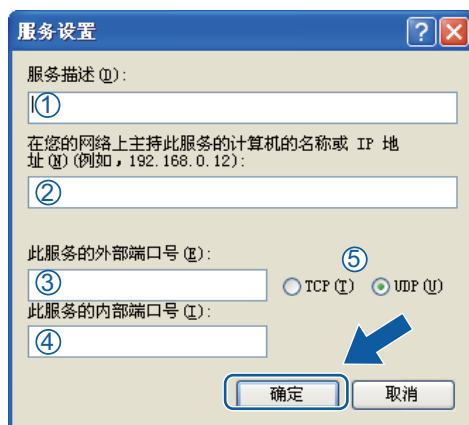 服务设置
服务描述(D):
①
在您的网络上主持此服务的计算机的名称或 IP 地
址(N)(例如，192.168.0.12):
②
此服务的外部端口号(E):
⑤
③ TCP(T) UDP(U)
此服务的内部端口号(I):
④
确定 取消